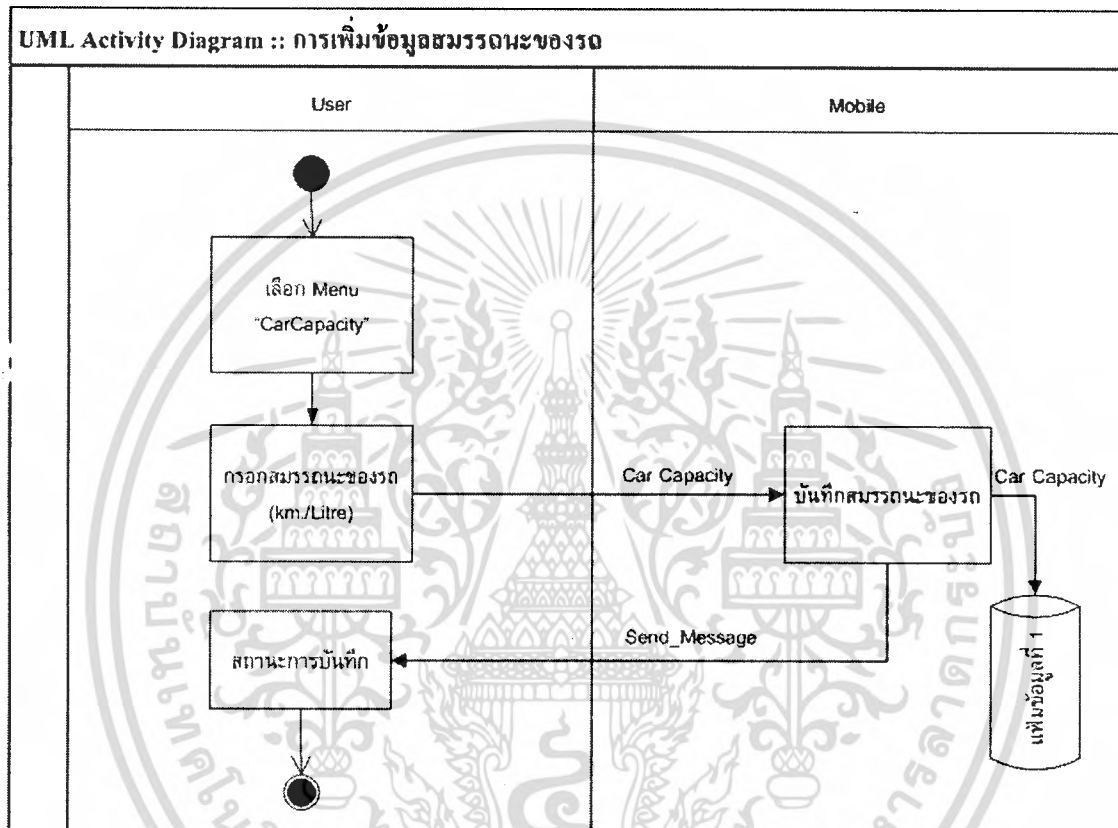 UML Activity Diagram :: การเพิ่มข้อมูลสมรรถนะของรถ
User
Mobile
เลือก Menu
"CarCapacity"
กรอกสมรรถนะของรถ
(km./Litre)
Car Capacity
บันทึกสมรรถนะของรถ
Car Capacity
สถานะการบันทึก
Send_Message
แฟ้มข้อมูลที่ 1